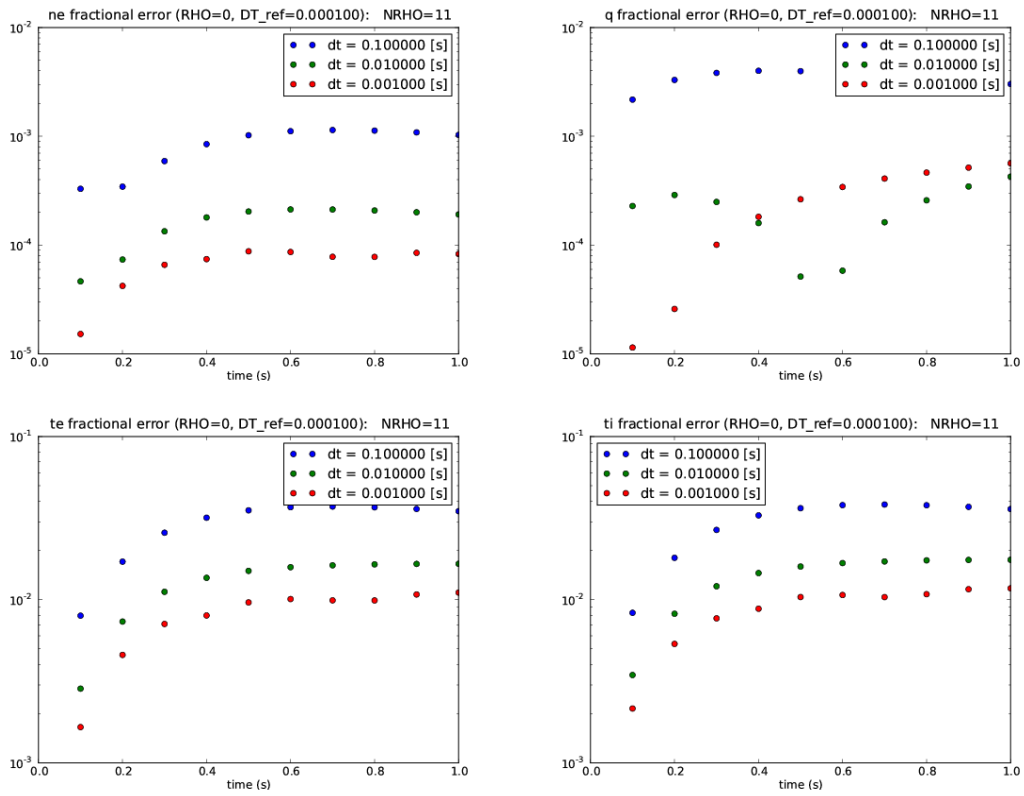 ne fractional error (RHO=0, DT_ref=0.000100):   NRHO=11
10^-2
10^-3
10^-4
10^-5
dt = 0.100000 [s]
dt = 0.010000 [s]
dt = 0.001000 [s]
0.0 0.2 0.4 0.6 0.8 1.0
time (s)
q fractional error (RHO=0, DT_ref=0.000100):   NRHO=11
10^-2
10^-3
10^-4
10^-5
dt = 0.100000 [s]
dt = 0.010000 [s]
dt = 0.001000 [s]
0.0 0.2 0.4 0.6 0.8 1.0
time (s)
te fractional error (RHO=0, DT_ref=0.000100):   NRHO=11
10^-1
10^-2
10^-3
dt = 0.100000 [s]
dt = 0.010000 [s]
dt = 0.001000 [s]
0.0 0.2 0.4 0.6 0.8 1.0
time (s)
ti fractional error (RHO=0, DT_ref=0.000100):   NRHO=11
10^-1
10^-2
10^-3
dt = 0.100000 [s]
dt = 0.010000 [s]
dt = 0.001000 [s]
0.0 0.2 0.4 0.6 0.8 1.0
time (s)